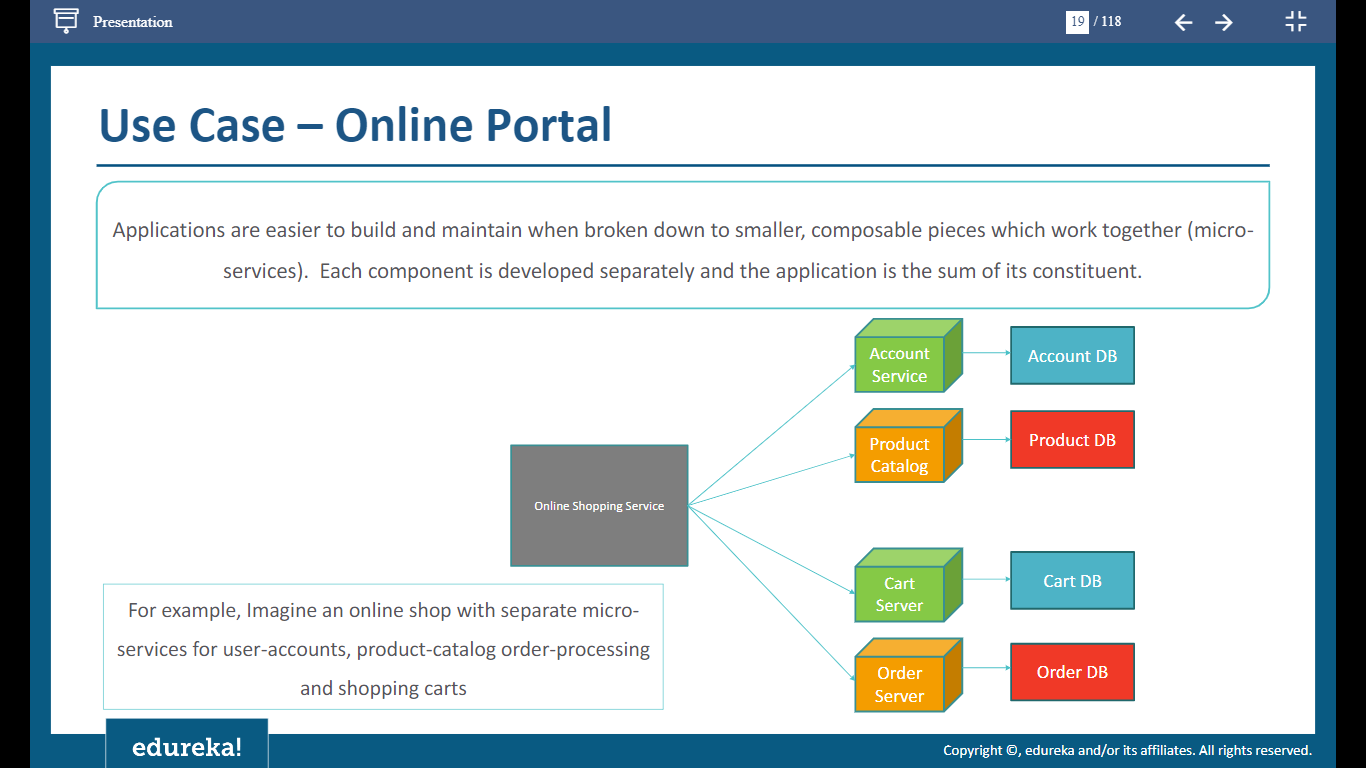 Presentation
19 / 118
Use Case – Online Portal
Applications are easier to build and maintain when broken down to smaller, composable pieces which work together (micro-
services).  Each component is developed separately and the application is the sum of its constituent.
Account
Service
Account DB
Product
Catalog
Product DB
Online Shopping Service
Cart
Server
Cart DB
Order
Server
Order DB
For example, Imagine an online shop with separate micro-
services for user-accounts, product-catalog order-processing
and shopping carts
edureka!
Copyright ©, edureka and/or its affiliates. All rights reserved.